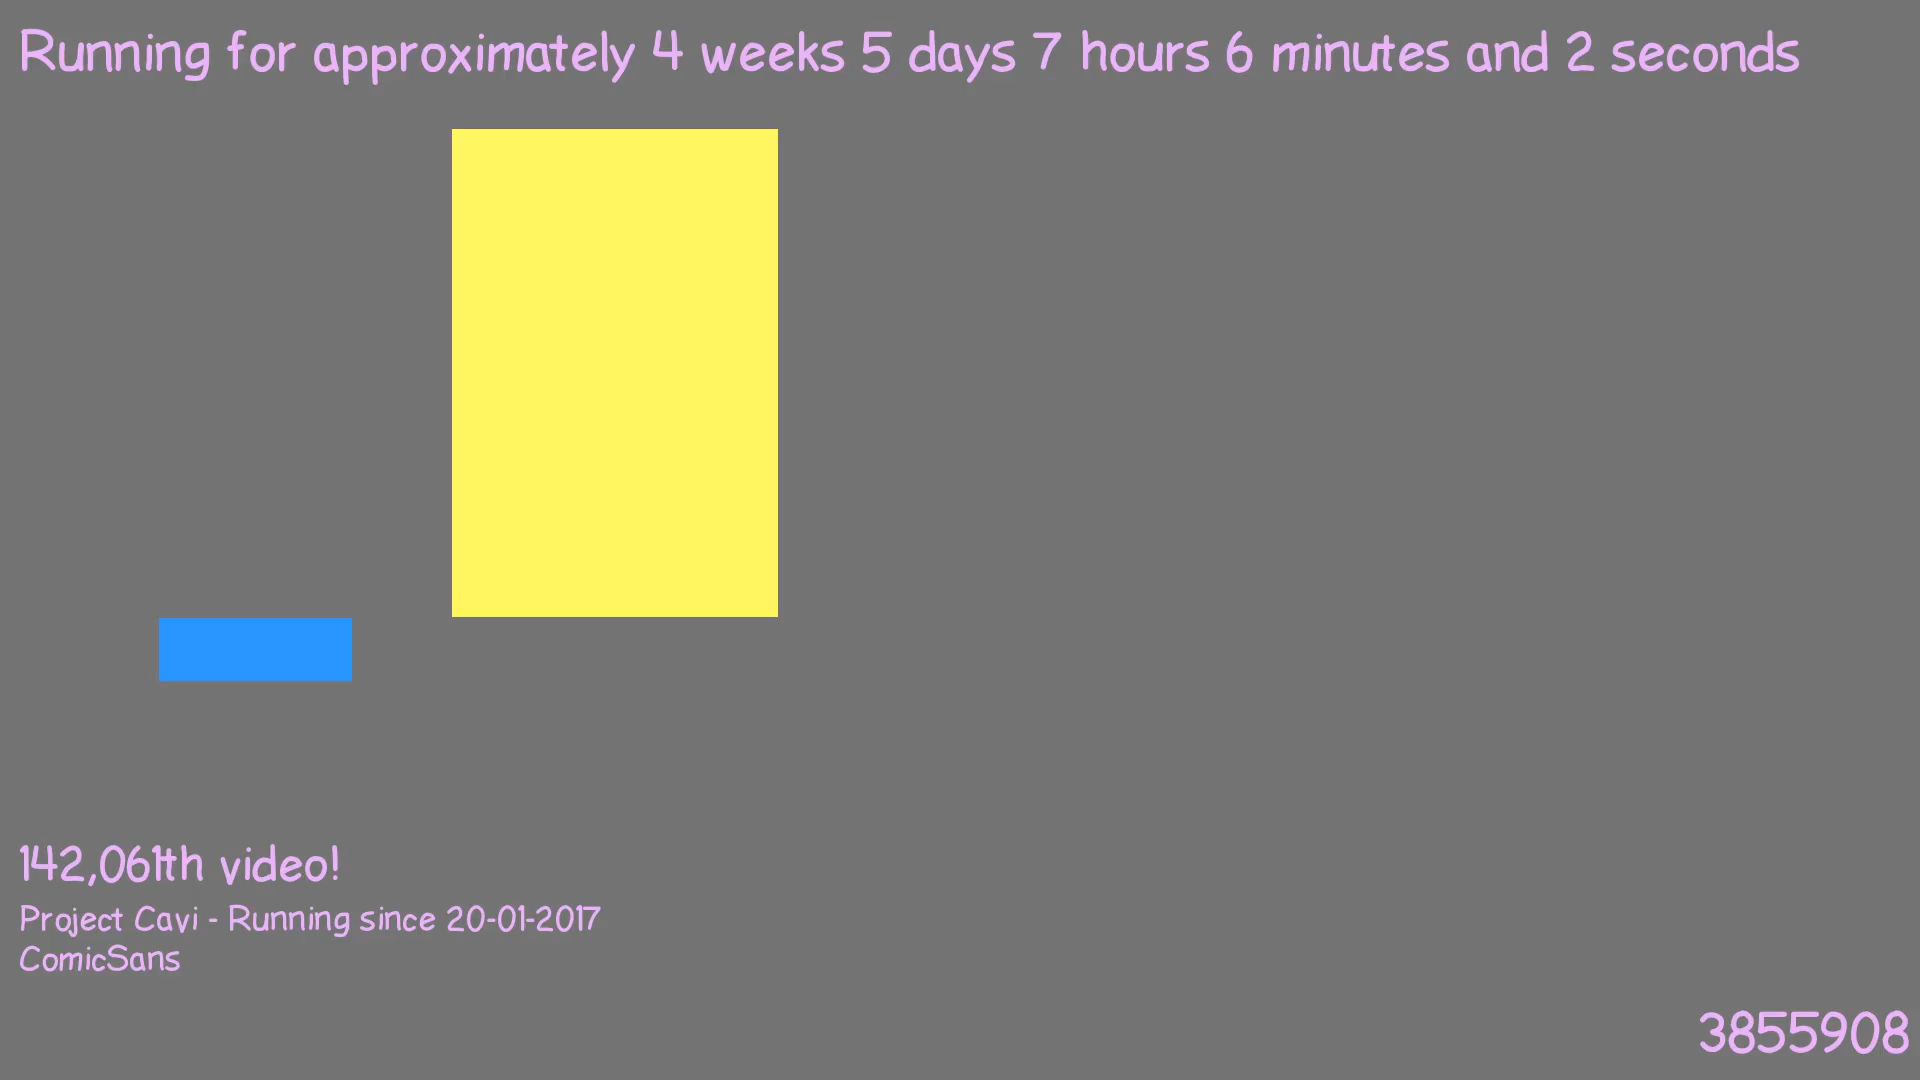 Running for approximately 4 weeks 5 days 7 hours 6 minutes and 2 seconds
142,061th video!
Project Cavi - Running since 20-01-2017
ComicSans
3855908